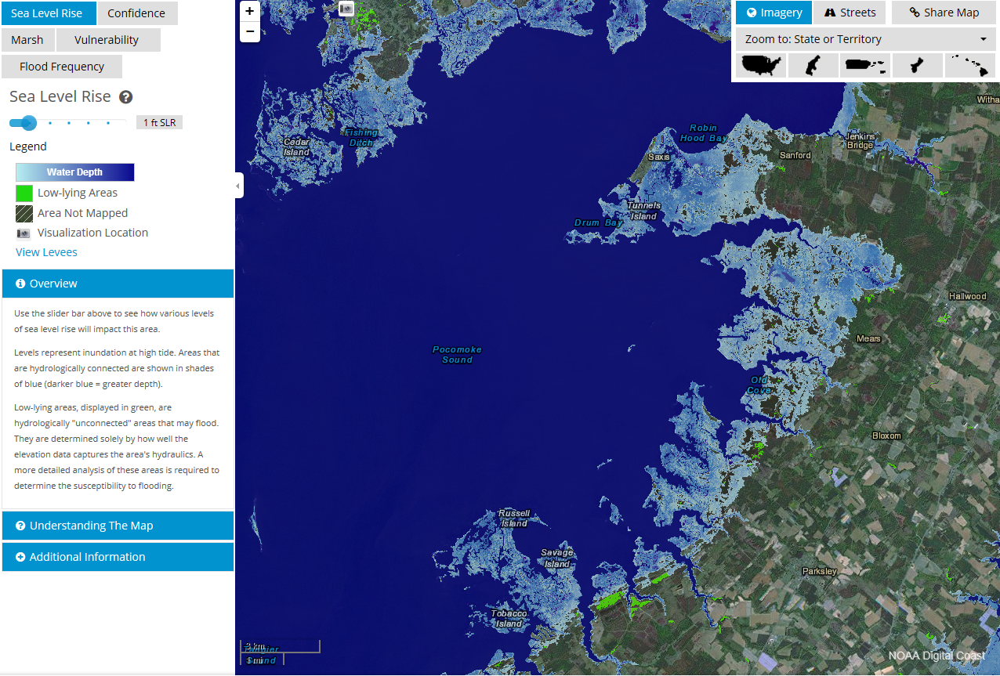 Sea Level Rise
Confidence
Marsh
Vulnerability
Flood Frequency
Sea Level Rise
1 ft SLR
Legend
Water Depth
Low-lying Areas
Area Not Mapped
Visualization Location
View Levees
Overview
Use the slider bar above to see how various levels
of sea level rise will impact this area.
Levels represent inundation at high tide. Areas that
are hydrologically connected are shown in shades
of blue (darker blue = greater depth).
Low-lying areas, displayed in green, are
hydrologically "unconnected" areas that may flood.
They are determined solely by how well the
elevation data captures the area's hydraulics. A
more detailed analysis of these areas is required to
determine the susceptibility to flooding.
Understanding The Map
Additional Information
+
−
Imagery
Streets
Share Map
Zoom to: State or Territory
Witha
Fishing
Ditch
Cedar
Island
Robin
Hood Bay
Saxis
Sanford
Jenkins
Bridge
Tunnels
Island
Drum Bay
Hallwood
Mears
Pocomoke
Sound
Old
Cove
Bloxom
Russell
Island
Savage
Island
Parksley
Tobacco
Island
3 km
Tangier
Sound
NOAA Digital Coast